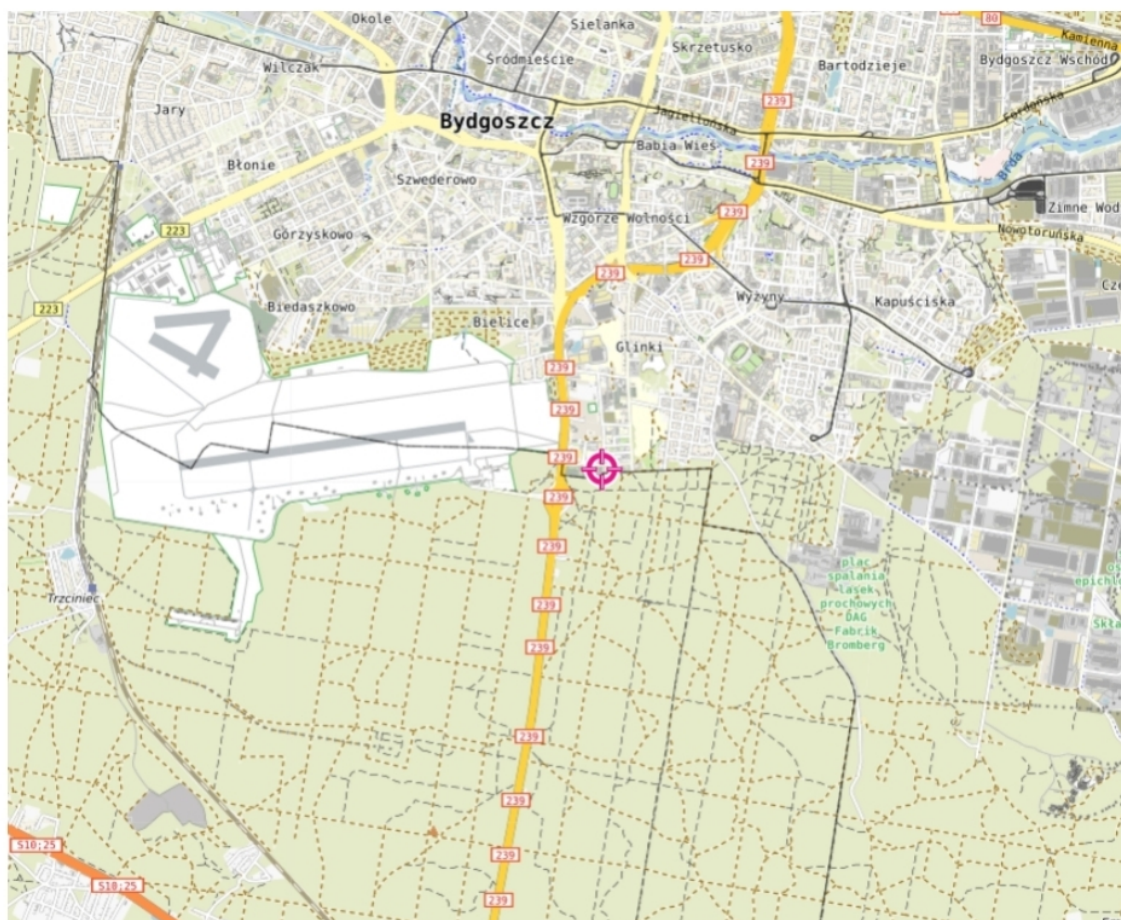 Okole
Sielanka
80
Kamienna
Skrzetusko
Śródmieście
Bydgoszcz Wschód
Wilczak
Bartodzieje
239
Jary
Fordońska
Jagiellońska
Bydgoszcz
Babia Wieś
Błonie
239
Brda
Szwederowo
Zimne Wod
239
Wzgórze Wolności
223
Górzyskowo
Nowotoruńska
239
239
Wyżyny
Kapuściska
223
Biedaszkowo
Bielice
Glinki
239
239
239
239
239
plac
spalania
lasek
prochowych
DAG
Fabrik
Bromberg
epichl
Trzciniec
239
Skła
239
239
239
S10;25
239
S10;25
239